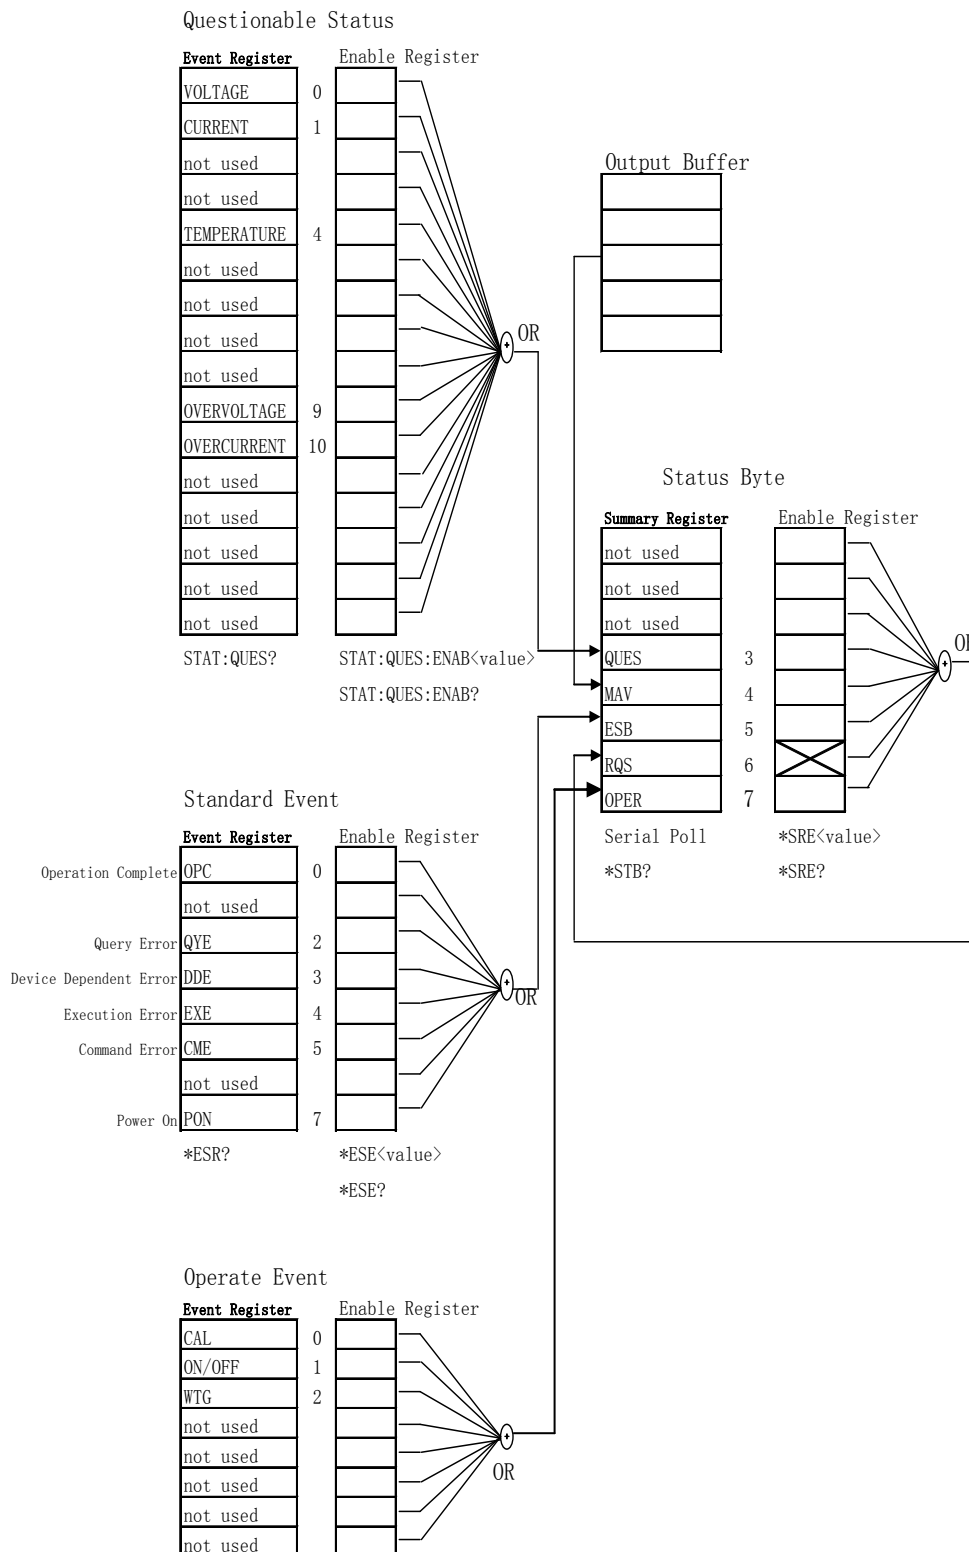 Questionable Status
Event Register Enable Register
VOLTAGE 0
CURRENT 1
not used
not used
TEMPERATURE 4
not used
not used
not used
not used
OVERVOLTAGE 9
OVERCURRENT 10
not used
not used
not used
not used
not used
+ OR
STAT:QUES? STAT:QUES:ENAB<value>
STAT:QUES:ENAB?
Output Buffer
Status Byte
Summary Register Enable Register
not used
not used
not used
QUES 3
MAV 4
ESB 5
RQS 6
OPER 7
+ OR
Serial Poll *SRE<value>
*STB? *SRE?
Standard Event
Event Register Enable Register
Operation Complete OPC 0
not used
Query Error QYE 2
Device Dependent Error DDE 3
Execution Error EXE 4
Command Error CME 5
not used
Power On PON 7
+ OR
*ESR? *ESE<value>
*ESE?
Operate Event
Event Register Enable Register
CAL 0
ON/OFF 1
WTG 2
not used
not used
not used
not used
not used
+
OR